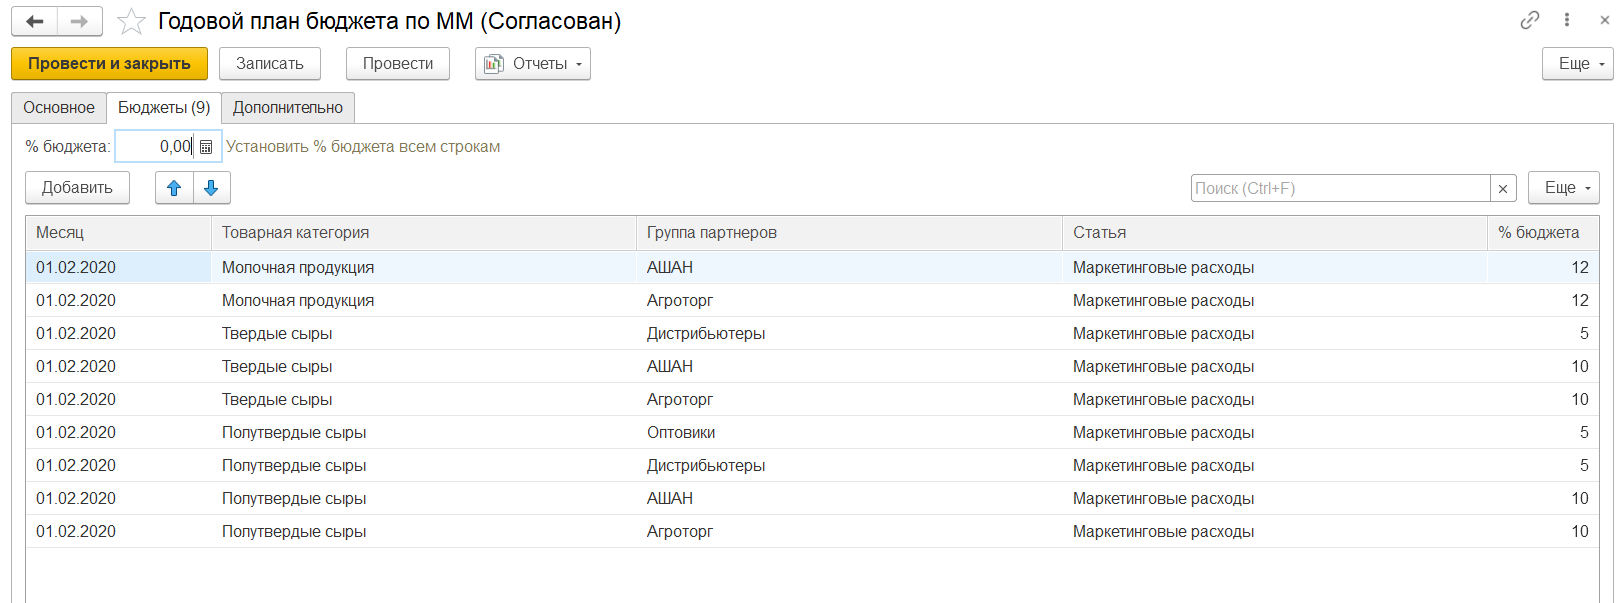 Годовой план бюджета по ММ (Согласован)
Провести и закрыть Записать Провести Отчеты Еще
Основное Бюджеты (9) Дополнительно
% бюджета: 0,00 Установить % бюджета всем строкам
Добавить Поиск (Ctrl+F) × Еще
Месяц Товарная категория Группа партнеров Статья % бюджета
01.02.2020 Молочная продукция АШАН Маркетинговые расходы 12
01.02.2020 Молочная продукция Агроторг Маркетинговые расходы 12
01.02.2020 Твердые сыры Дистрибьютеры Маркетинговые расходы 5
01.02.2020 Твердые сыры АШАН Маркетинговые расходы 10
01.02.2020 Твердые сыры Агроторг Маркетинговые расходы 10
01.02.2020 Полутвердые сыры Оптовики Маркетинговые расходы 5
01.02.2020 Полутвердые сыры Дистрибьютеры Маркетинговые расходы 5
01.02.2020 Полутвердые сыры АШАН Маркетинговые расходы 10
01.02.2020 Полутвердые сыры Агроторг Маркетинговые расходы 10